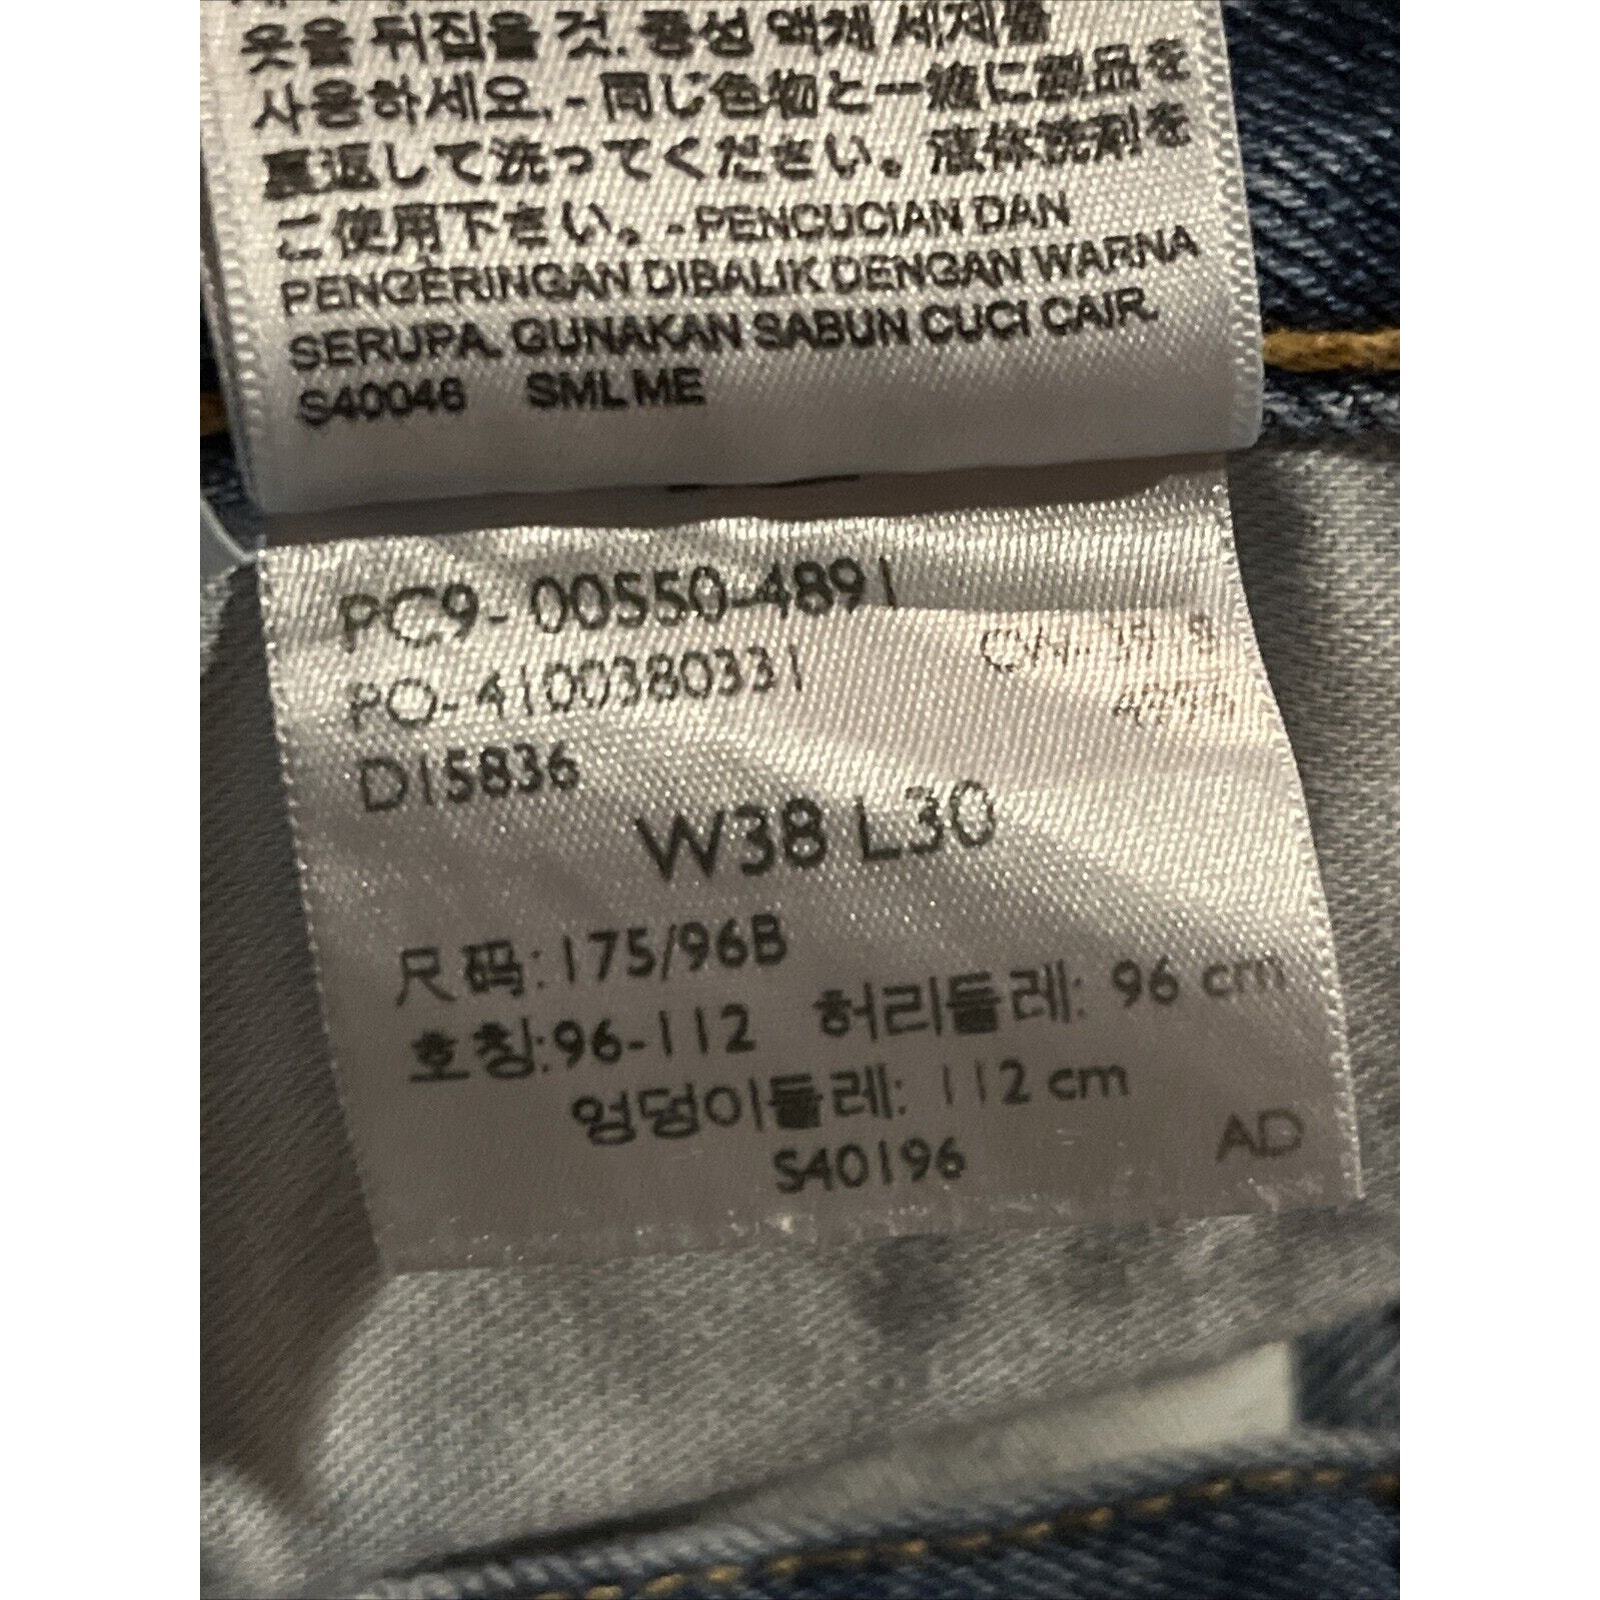 옷을 뒤집을 것. 중성 액체 세제를
사용하세요. - 同じ色物と一緒に製品を
裏返して洗ってください。液体洗剤を
ご使用下さい。- PENCUCIAN DAN
PENGERINGAN DIBALIK DENGAN WARNA
SERUPA. GUNAKAN SABUN CUCI CAIR.
S40046 SML ME
PC9- 00550-4891
PO-4100380331
D15836
W38 L30
尺码:175/96B
호칭:96-112 허리둘레: 96 cm
엉덩이둘레: 112 cm
S40196 AD